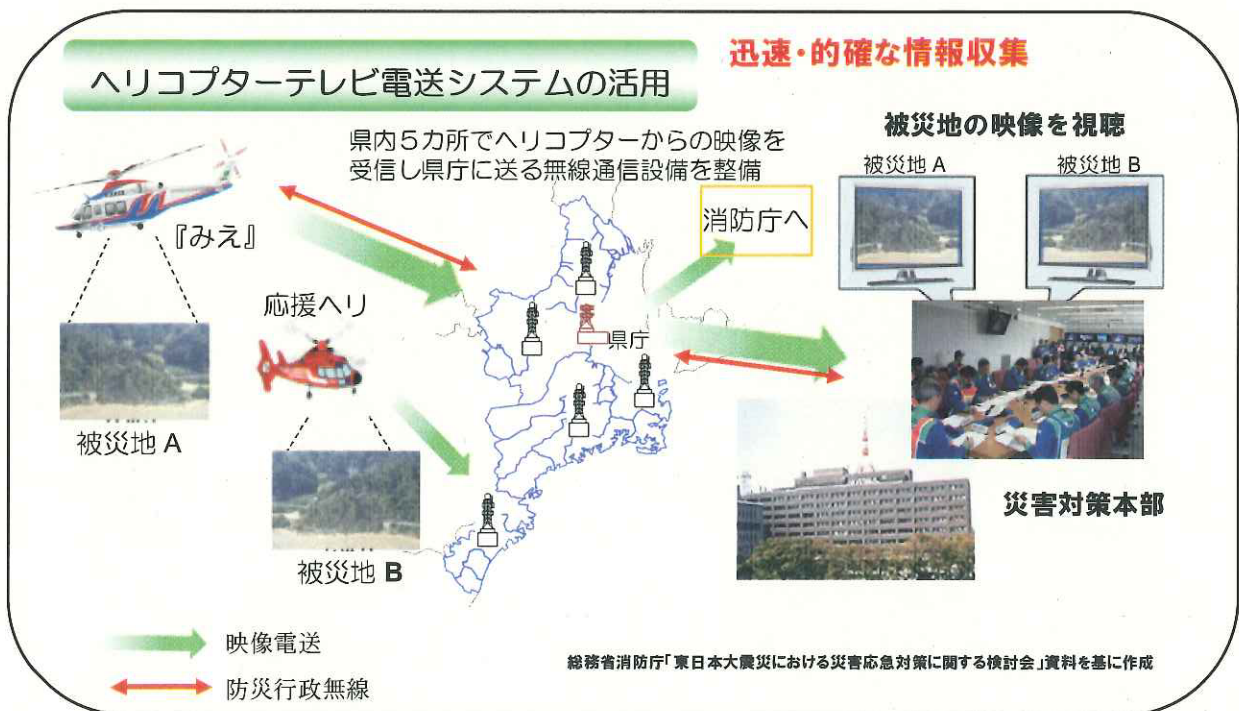 ヘリコプターテレビ電送システムの活用
迅速・的確な情報収集
県内5カ所でヘリコプターからの映像を
受信し県庁に送る無線通信設備を整備
被災地の映像を視聴
被災地 A
被災地 B
『みえ』
消防庁へ
応援ヘリ
県庁
被災地 A
被災地 B
災害対策本部
映像電送
防災行政無線
総務省消防庁「東日本大震災における災害応急対策に関する検討会」資料を基に作成